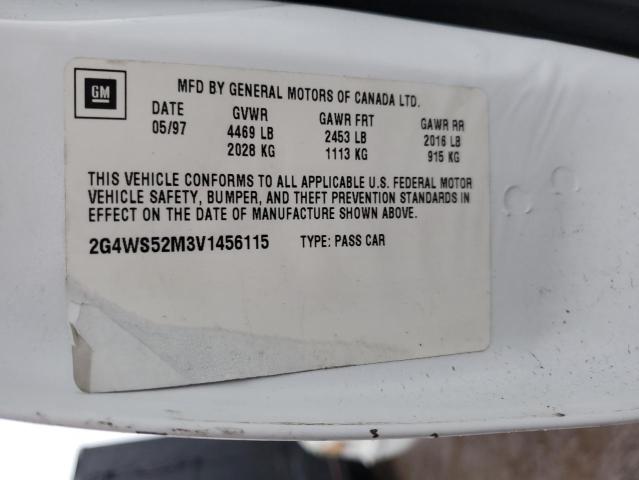 GM
MFD BY GENERAL MOTORS OF CANADA LTD.
DATE GVWR GAWR FRT GAWR RR
05/97 4469 LB 2453 LB 2016 LB
2028 KG 1113 KG 915 KG
THIS VEHICLE CONFORMS TO ALL APPLICABLE U.S. FEDERAL MOTOR
VEHICLE SAFETY, BUMPER, AND THEFT PREVENTION STANDARDS IN
EFFECT ON THE DATE OF MANUFACTURE SHOWN ABOVE.
2G4WS52M3V1456115 TYPE: PASS CAR